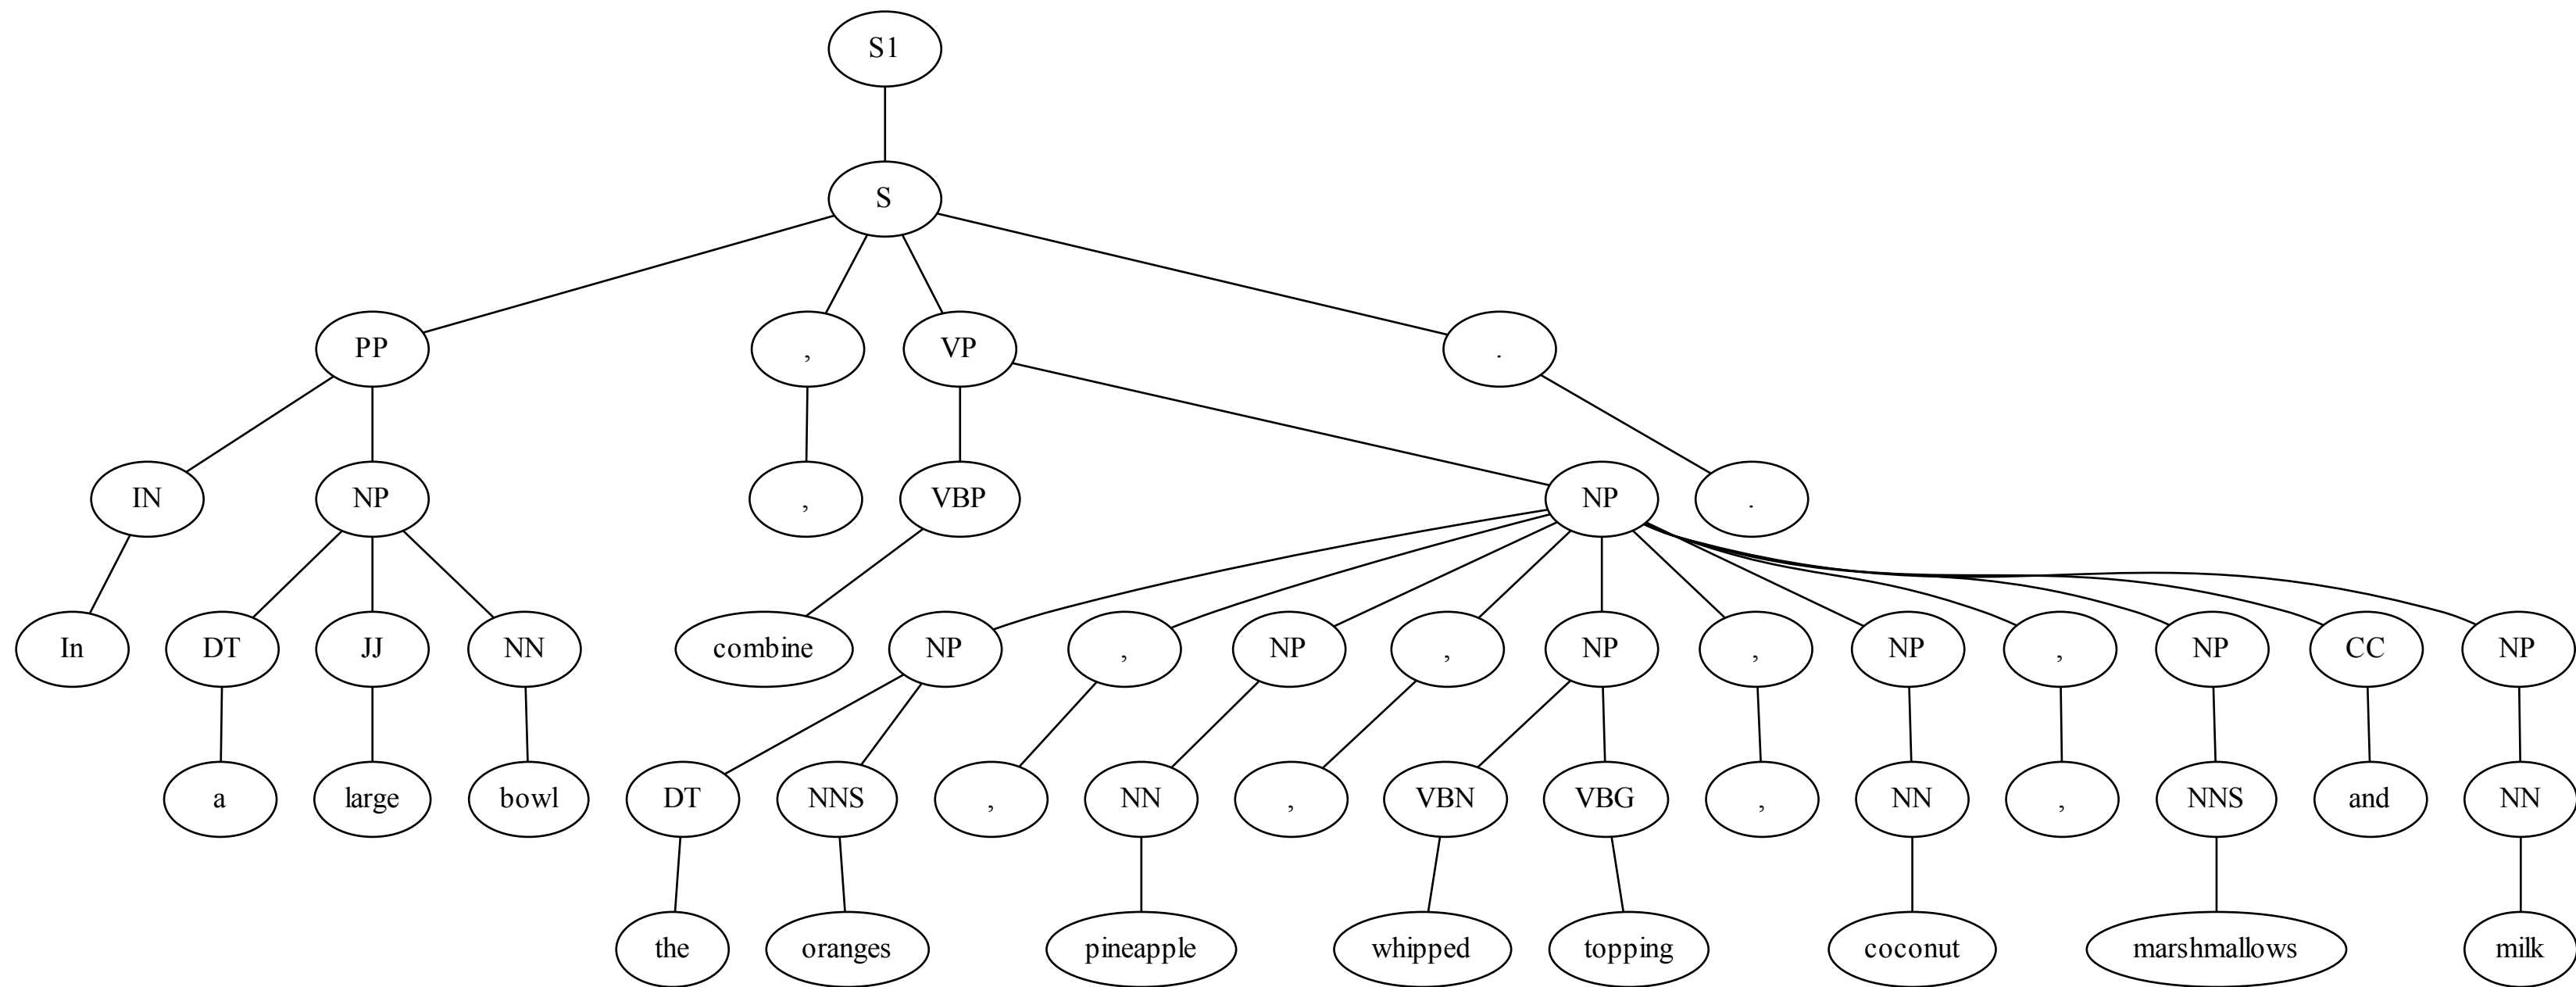 S1
S
PP , VP .
IN NP , VBP NP .
In DT JJ NN combine NP , NP , NP , NP , NP CC NP
a large bowl DT NNS , NN , VBN VBG , NN , NNS and NN
the oranges pineapple whipped topping coconut marshmallows milk